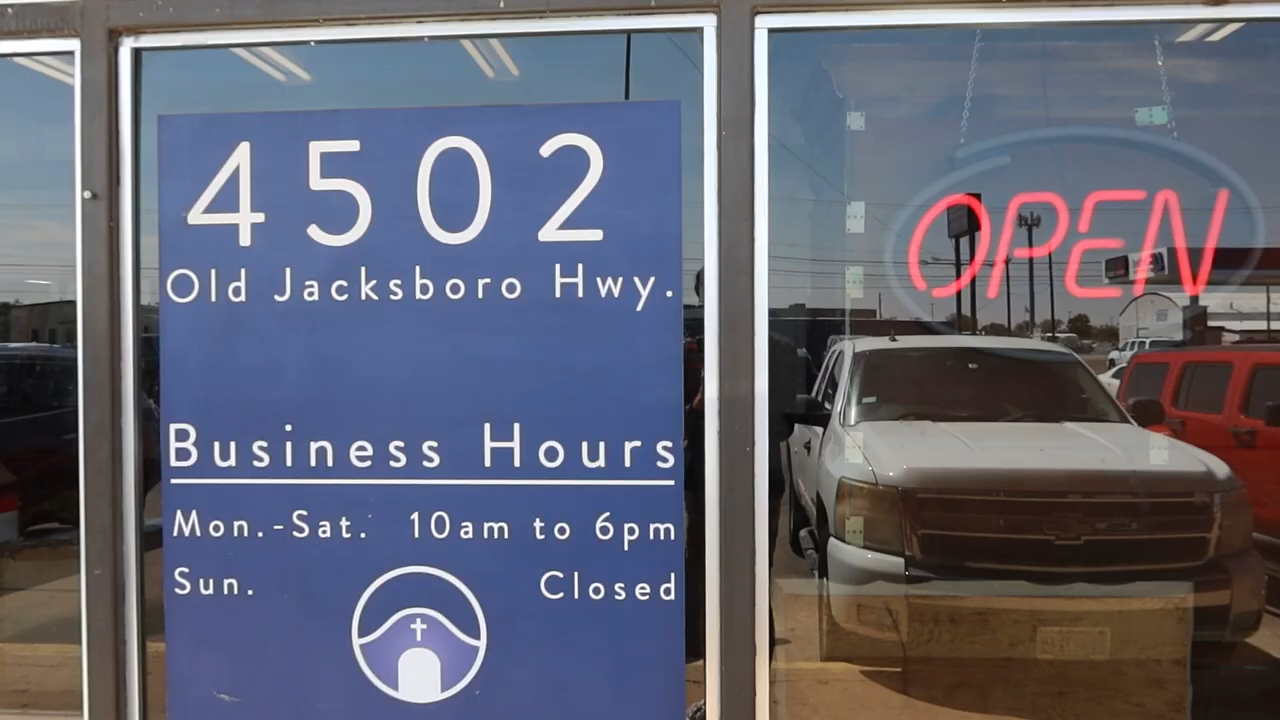 4502
Old Jacksboro Hwy.
Business Hours
Mon.-Sat. 10am to 6pm
Sun. Closed
OPEN